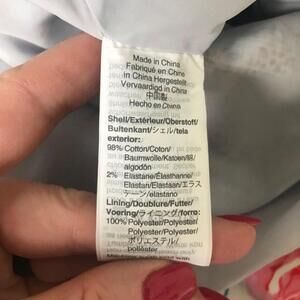 Made in China
Fabriqué en Chine
in China Hergestellt
Vervaardigd in China
中国製
Hecho en China
Shell/Extérieur/Oberstoff/
Buitenkant/シェル/tela
exterior:
98% Cotton/Coton/
Baumwolle/Katoen/綿/
algodón
2% Elastane/Élasthanne/
Elastan/Elastaan/エラス
テーン/elastano
Lining/Doublure/Futter/
Voering/ライニング/forro:
100% Polyester/Polyester/
Polyester/Polyester/
ポリエステル/
poliéster